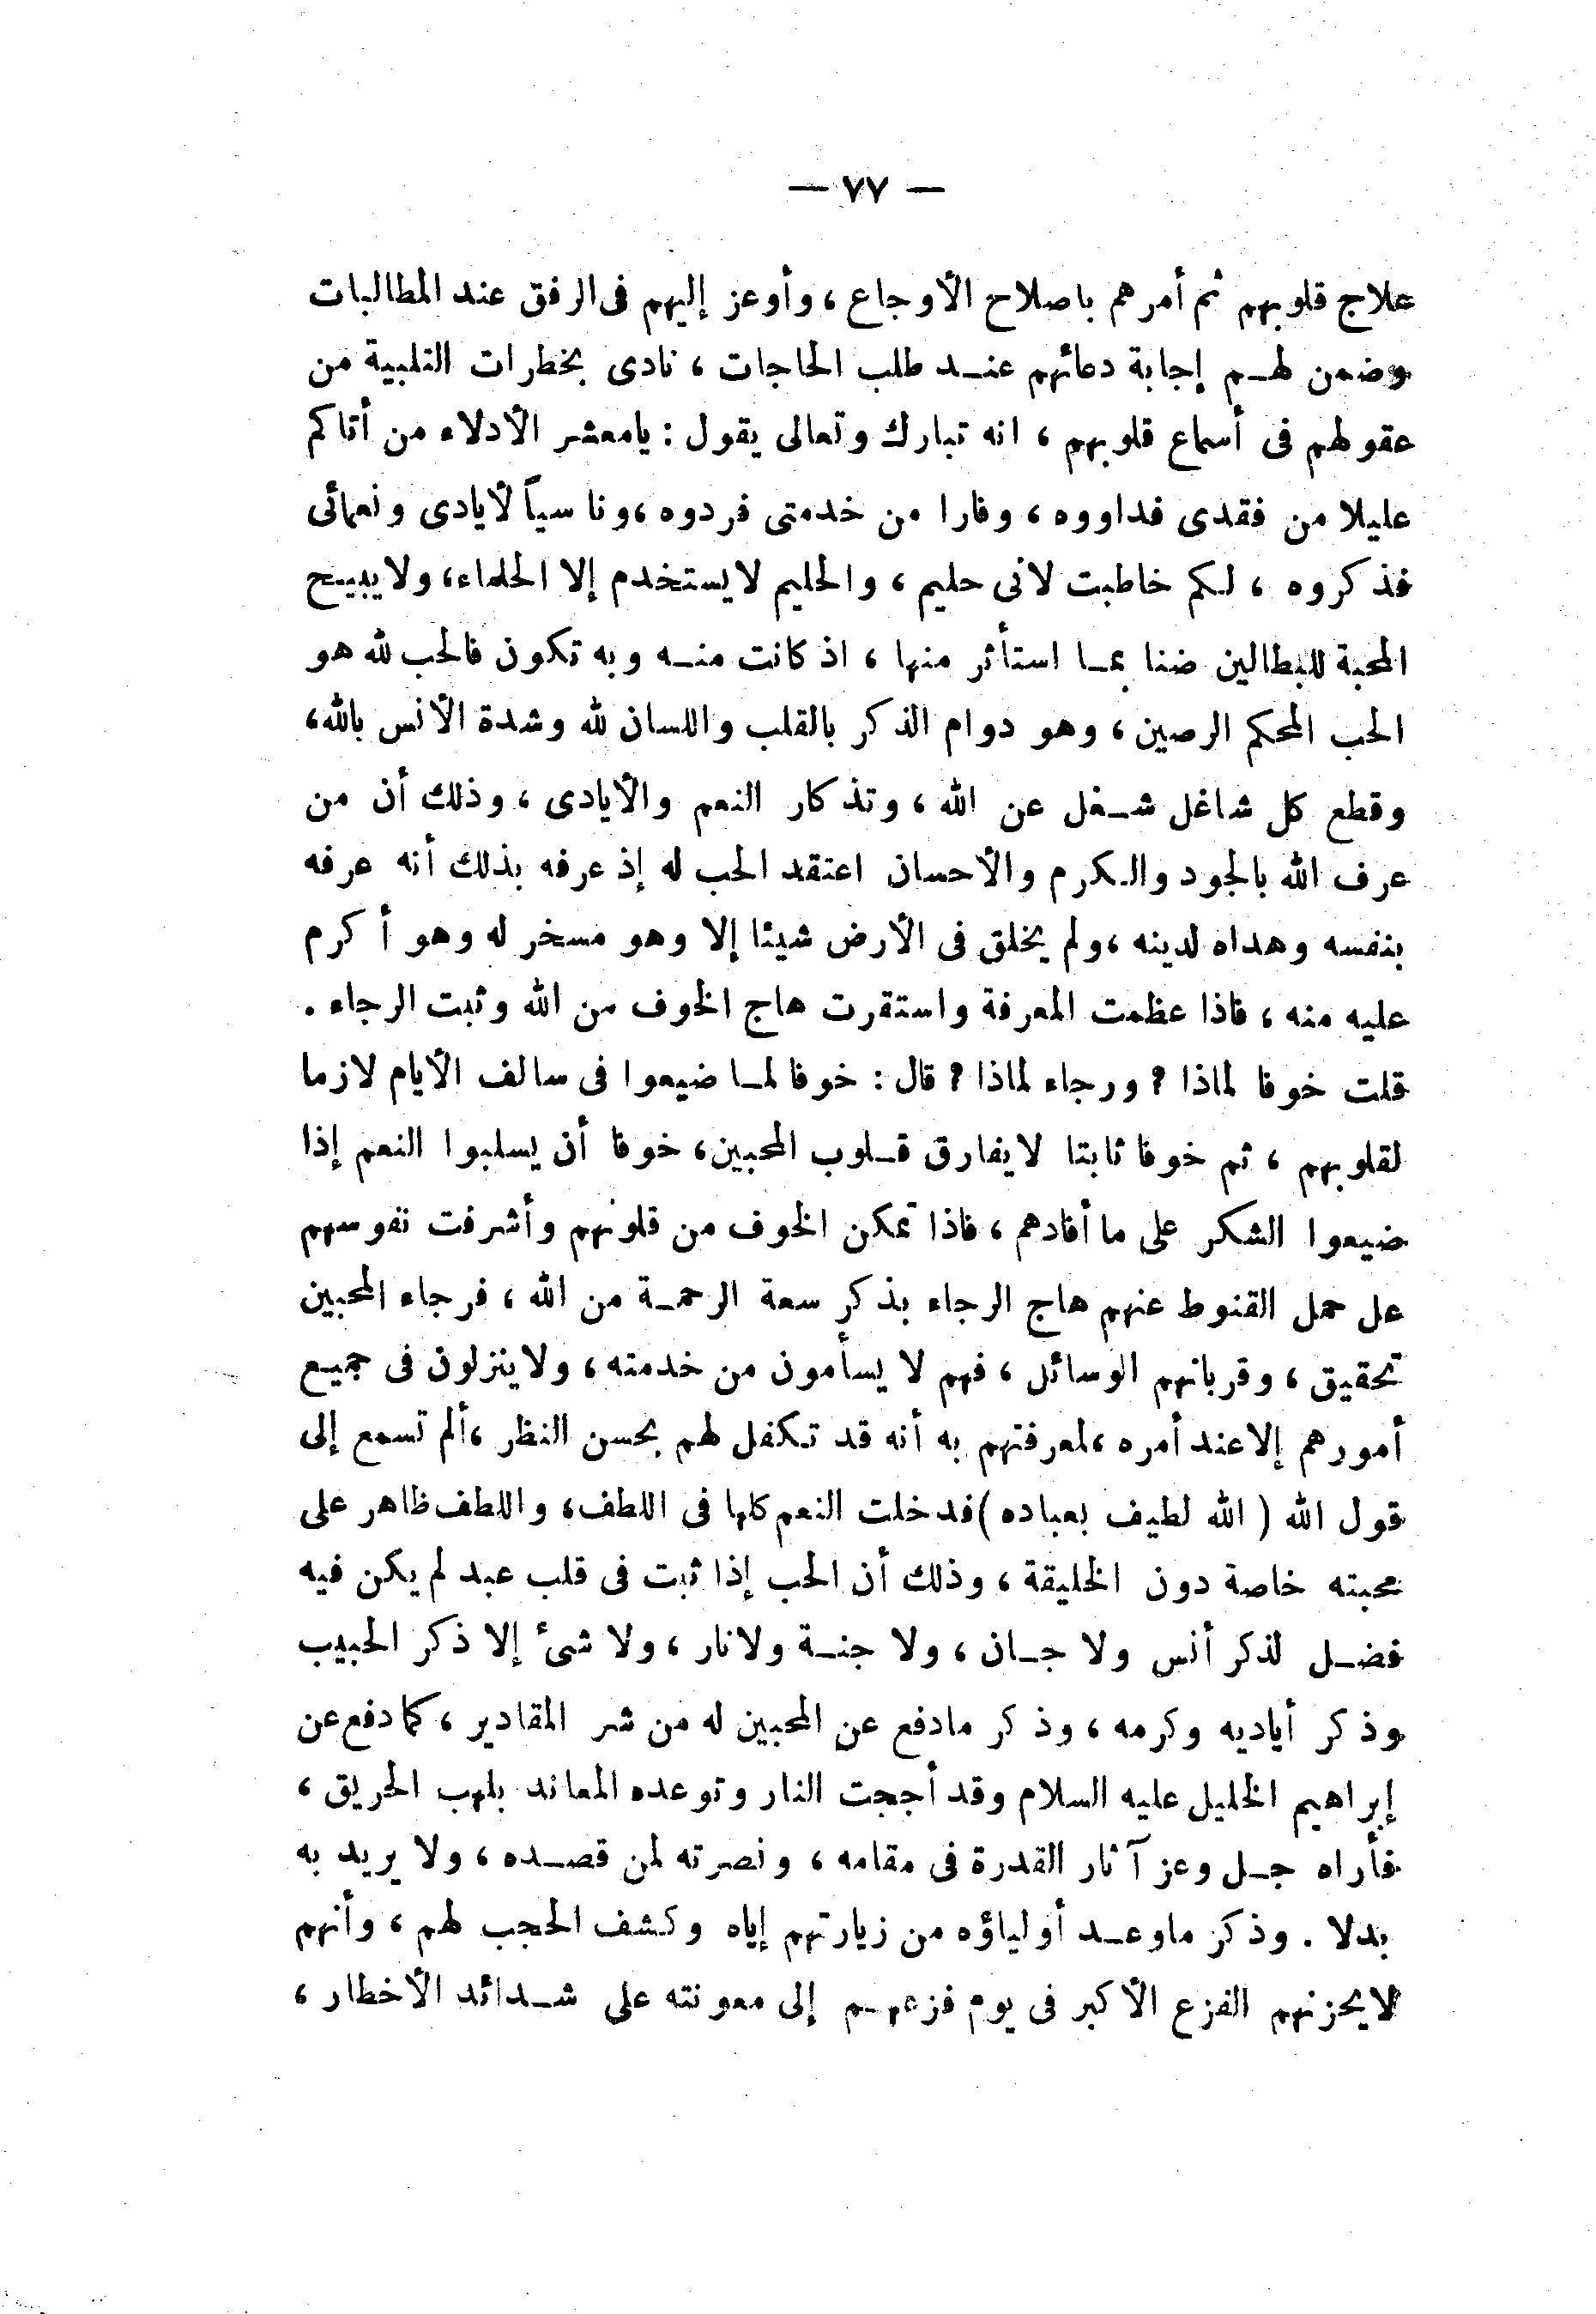 — ٧٧ —
علاج قلوبهم ثم أمرهم باصلاح الأوجاع ، وأوعز إليهم فى الرفق عند المطالبات
وضمن لهم إجابة دعائهم عند طلب الحاجات ، نادى بخطرات التلبية من
عقولهم فى أسماع قلوبهم ، انه تبارك وتعالى يقول : يامعشر الأدلاء من أتاكم
عليلا من فقدى فداووه ، وفارا من خدمتى فردوه ، وناسياً لأيادى ونعمائى
فذكروه ، لكم خاطبت لانى حليم ، والحليم لايستخدم إلا الحلماء، ولا يبيح
المحبة للبطالين ضنا بما استأثر منها ، اذ كانت منه وبه تكون فالحب لله هو
الحب المحكم الرصين ، وهو دوام الذكر بالقلب واللسان لله وشدة الأنس بالله،
وقطع كل شاغل شغل عن الله ، وتذكار النعم والأيادى ، وذلك أن من
عرف الله بالجود والكرم والأحسان اعتقد الحب له إذ عرفه بذلك أنه عرفه
بنفسه وهداه لدينه ، ولم يخلق فى الأرض شيئا إلا وهو مسخر له وهو أكرم
عليه منه ، فاذا عظمت المعرفة واستقرت هاج الخوف من الله وثبت الرجاء .
قلت خوفا لماذا ؟ ورجاء لماذا ؟ قال : خوفا لما ضيعوا فى سالف الأيام لازما
لقلوبهم ، ثم خوفا ثابتا لايفارق قلوب المحبين، خوفا أن يسلبوا النعم إذا
ضيعوا الشكر على ما أفادهم ، فاذا تمكن الخوف من قلوبهم وأشرفت نفوسهم
عل حمل القنوط عنهم هاج الرجاء بذكر سعة الرحمة من الله ، فرجاء المحبين
تحقيق ، وقربانهم الوسائل ، فهم لا يسأمون من خدمته ، ولا ينزلون فى جميع
أمورهم إلا عند أمره ، لمعرفتهم به أنه قد تكفل لهم بحسن النظر ، ألم تسمع إلى
قول الله ( الله لطيف بعباده ) فدخلت النعم كلها فى اللطف، واللطف ظاهر على
محبته خاصة دون الخليقة ، وذلك أن الحب إذا ثبت فى قلب عبد لم يكن فيه
فضل لذكر أنس ولا جان ، ولا جنة ولا نار ، ولا شئ إلا ذكر الحبيب
وذكر أياديه وكرمه ، وذكر مادفع عن المحبين له من شر المقادير ، كما دفع عن
إبراهيم الخليل عليه السلام وقد أججت النار وتوعده المعاند بلهب الحريق ،
فأراه جل وعز آثار القدرة فى مقامه ، ونصرته لمن قصده ، ولا يريد به
بدلا . وذكر ماوعد أولياؤه من زيارتهم إياه وكشف الحجب لهم ، وأنهم
لايحزنهم الفزع الأكبر فى يوم فزعهم إلى معونته على شدائد الأخطار ،